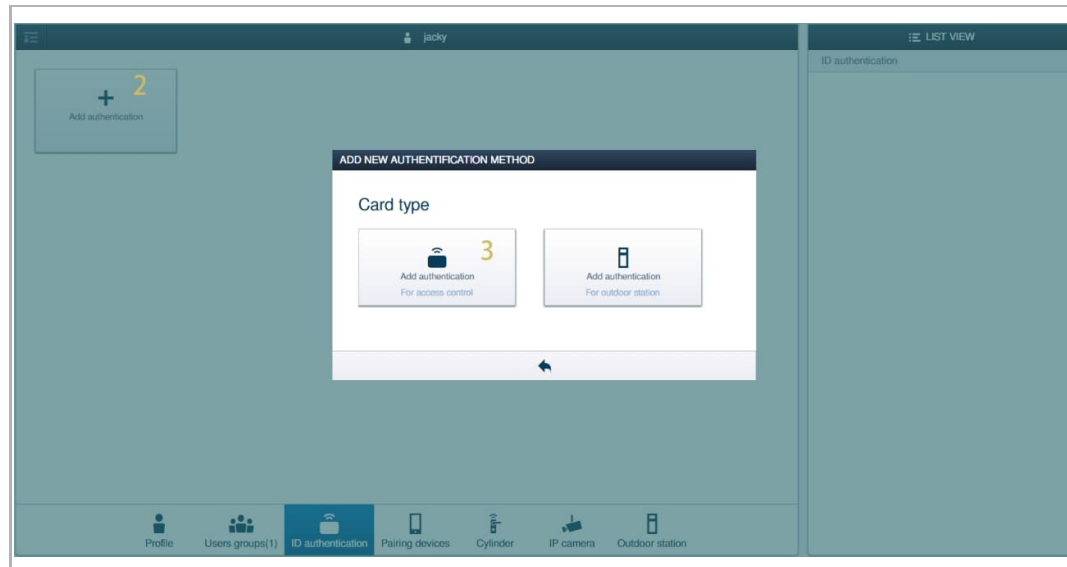 jacky
LIST VIEW
ID authentication
2
Add authentication
ADD NEW AUTHENTIFICATION METHOD
Card type
3
Add authentication
For access control
Add authentication
For outdoor station
Profile
Users groups(1)
ID authentication
Pairing devices
Cylinder
IP camera
Outdoor station